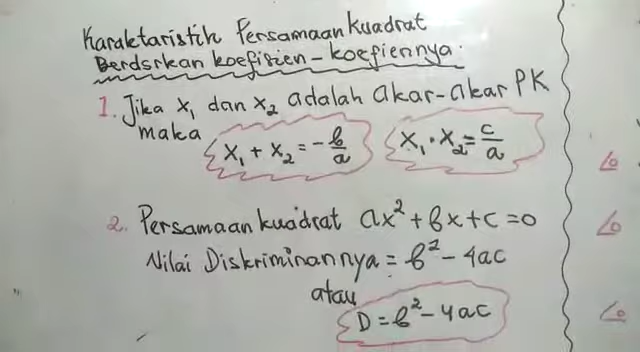 Karaktaristik Persamaan kuadrat
Berdsrkan koefisien - koefiennya.
1. Jika x₁ dan x₂ adalah akar-akar PK
maka
x₁ + x₂ = -b/a
x₁ · x₂ = c/a
2. Persamaan kuadrat ax² + bx + c = 0
Nilai Diskriminannya = b² - 4ac
atau
D = b² - 4ac